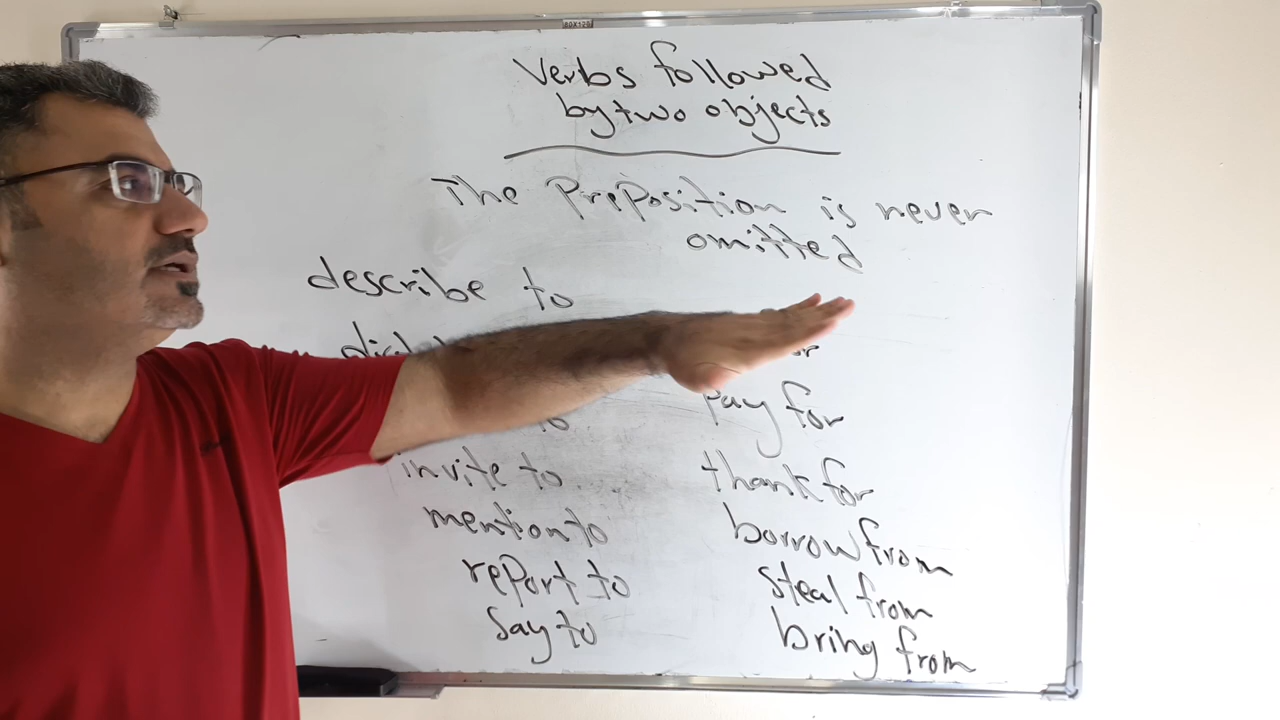 80X120
Verbs followed
by two objects
The Preposition is never
omitted
describe to
pay for
invite to
thank for
mention to
borrow from
report to
steal from
say to
bring from